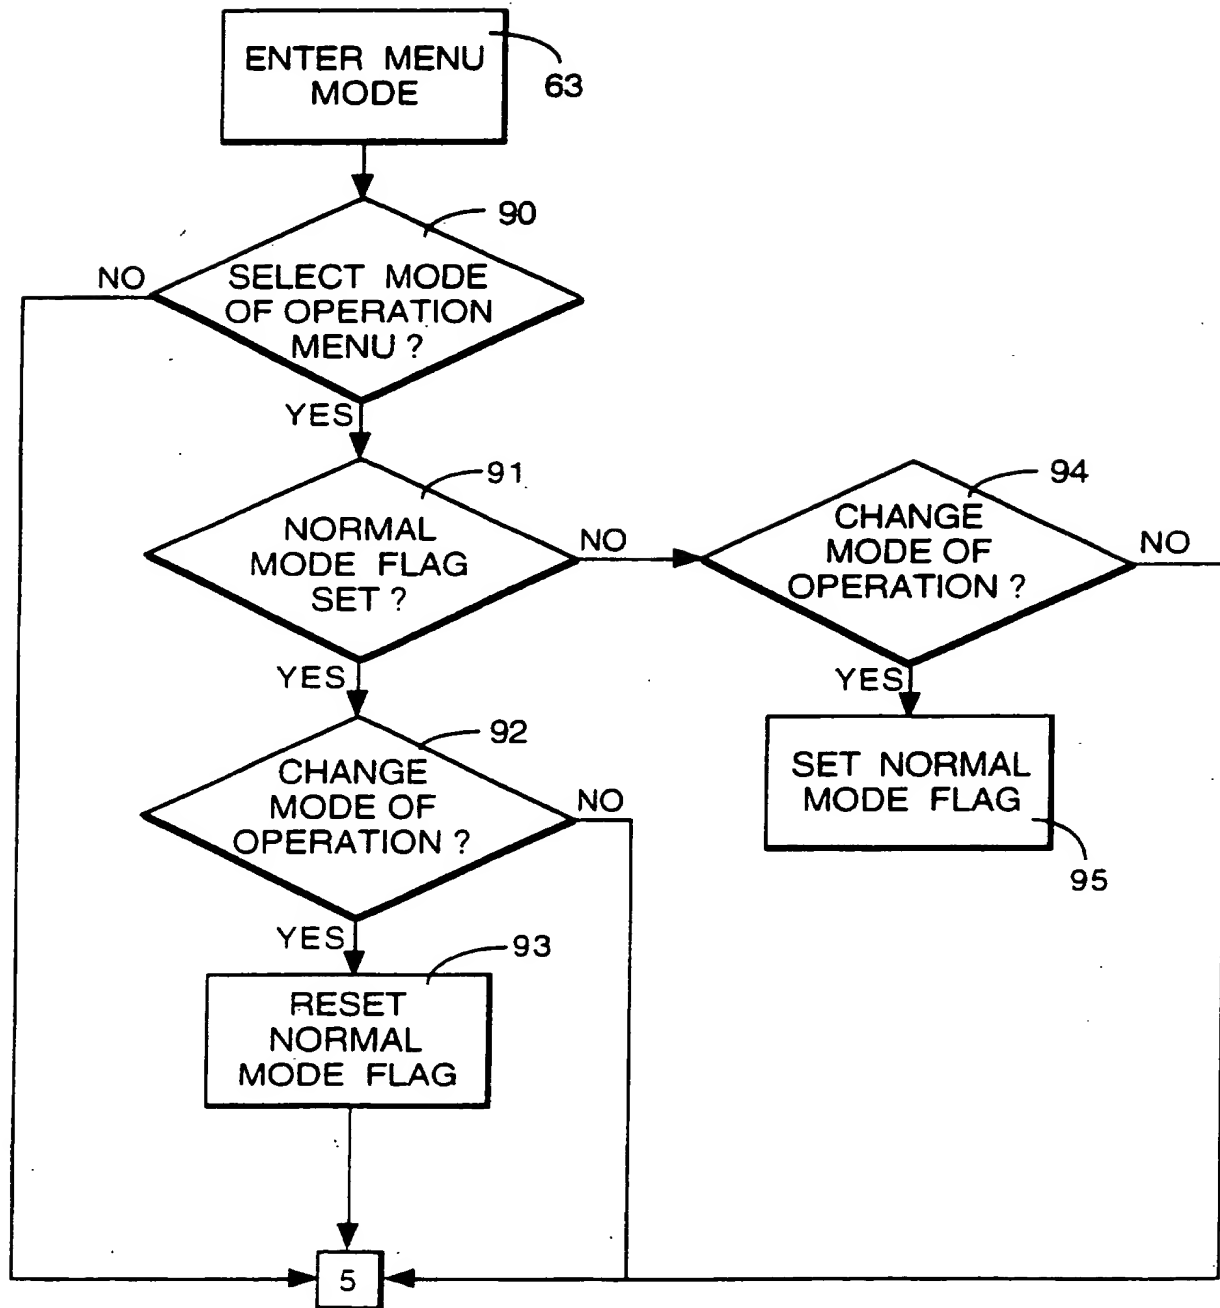 ENTER MENU
MODE
63
90
NO
SELECT MODE
OF OPERATION
MENU ?
YES
91
NORMAL
MODE FLAG
SET ?
NO
94
CHANGE
MODE OF
OPERATION ?
NO
YES
YES
92
CHANGE
MODE OF
OPERATION ?
NO
SET NORMAL
MODE FLAG
95
YES
93
RESET
NORMAL
MODE FLAG
5